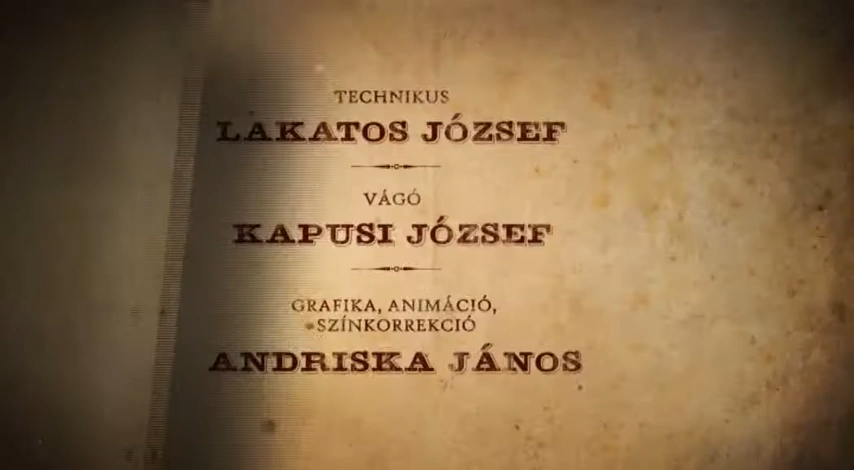 TECHNIKUS
LAKATOS JÓZSEF
VÁGÓ
KAPUSI JÓZSEF
GRAFIKA, ANIMÁCIÓ,
SZÍNKORREKCIÓ
ANDRISKA JÁNOS